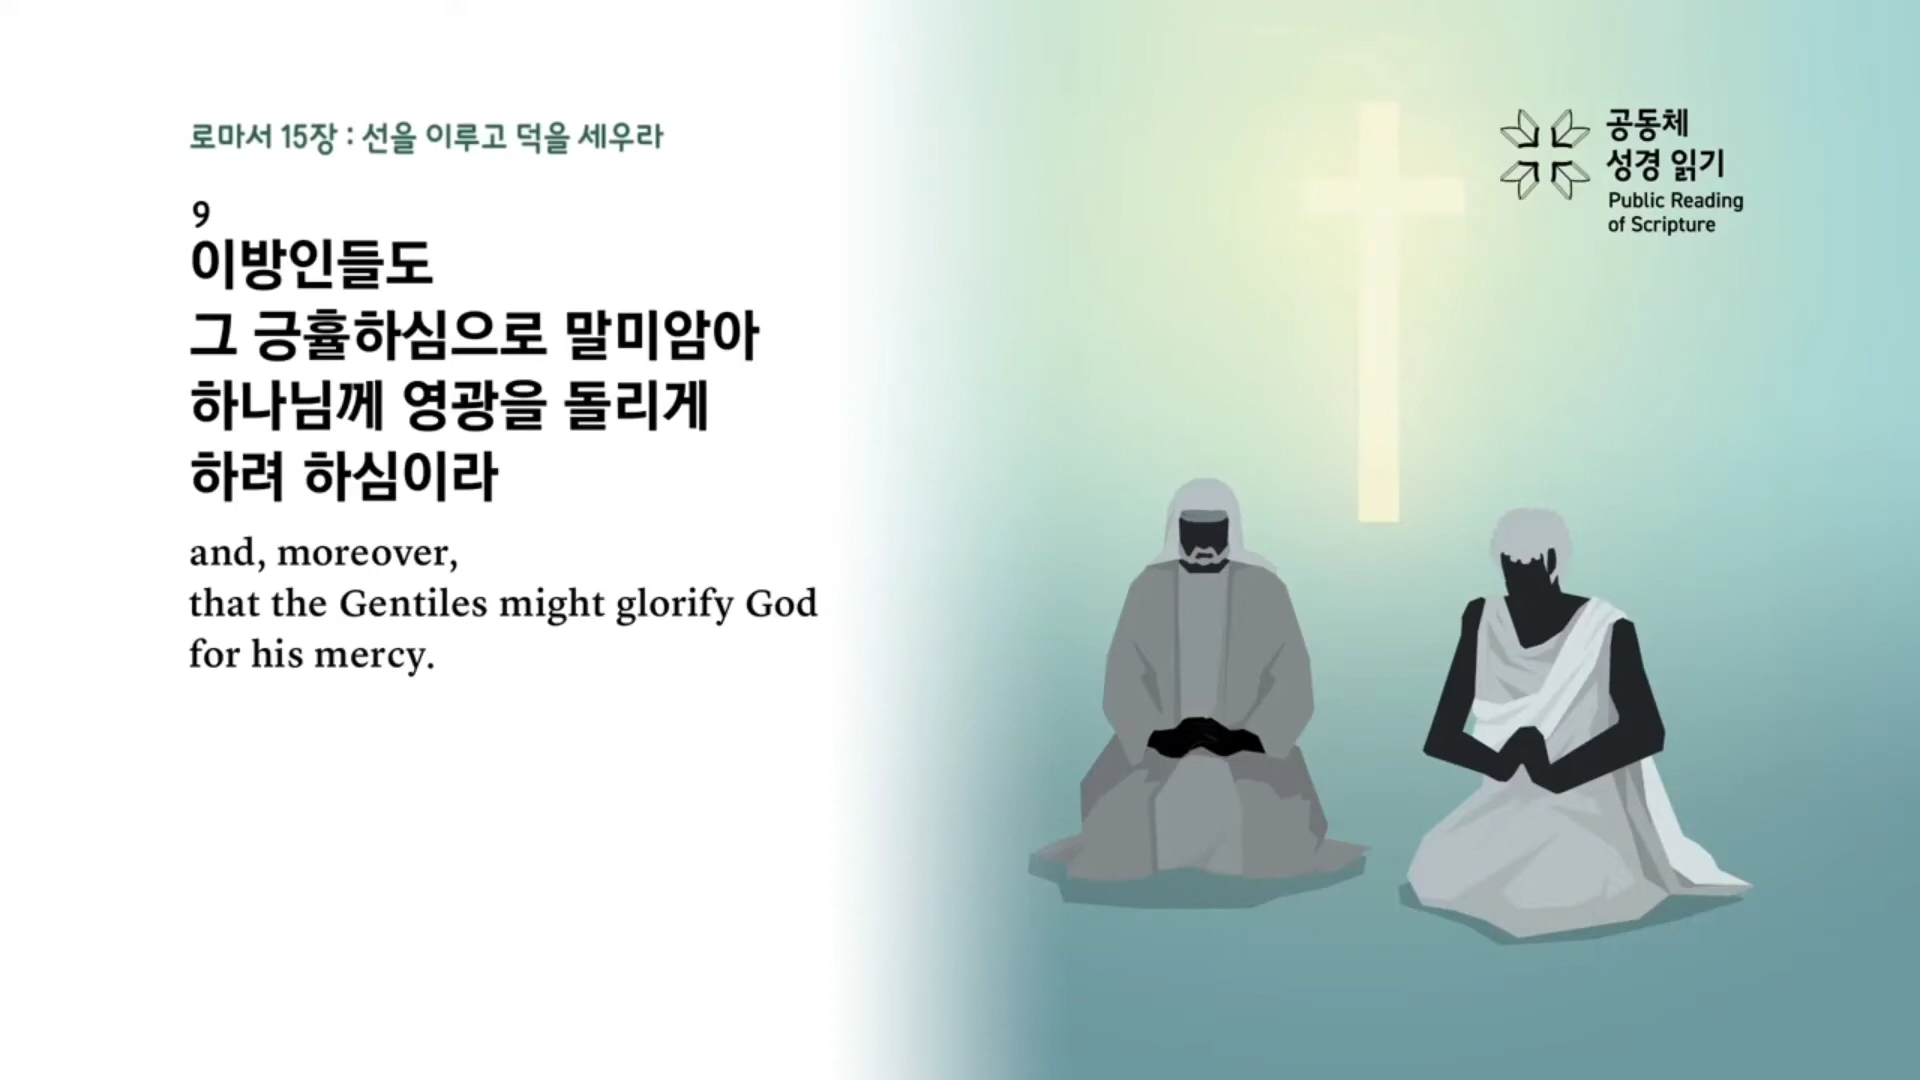 로마서 15장 : 선을 이루고 덕을 세우라
9
이방인들도
그 긍휼하심으로 말미암아
하나님께 영광을 돌리게
하려 하심이라
and, moreover,
that the Gentiles might glorify God
for his mercy.
공동체
성경 읽기
Public Reading
of Scripture